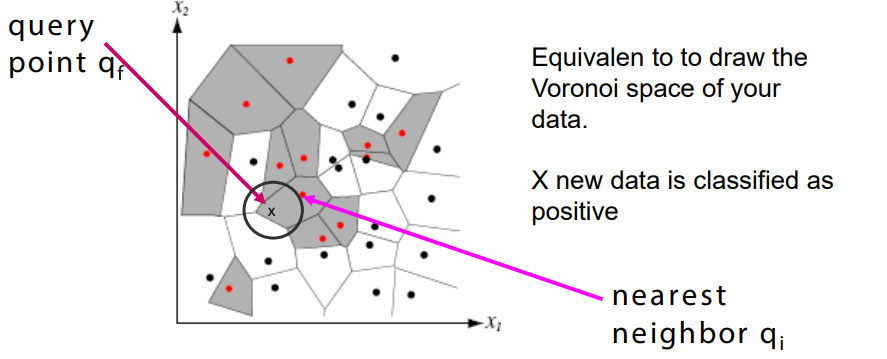 query
point qf
x2
x
x1
Equivalen to to draw the
Voronoi space of your
data.
X new data is classified as
positive
nearest
neighbor qi